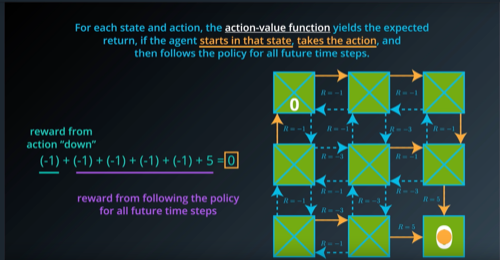 For each state and action, the action-value function yields the expected
return, if the agent starts in that state, takes the action, and
then follows the policy for all future time steps.
0
R = -1
R = -1
R = -1
R = -1
R = -3
R = -1
reward from
action "down"
(-1) + (-1) + (-1) + (-1) + (-1) + 5 = 0
R = -3
R = -1
R = -1
R = -3
reward from following the policy
for all future time steps
R = -1
R = -3
R = 5
R = -3
R = 5
R = -1